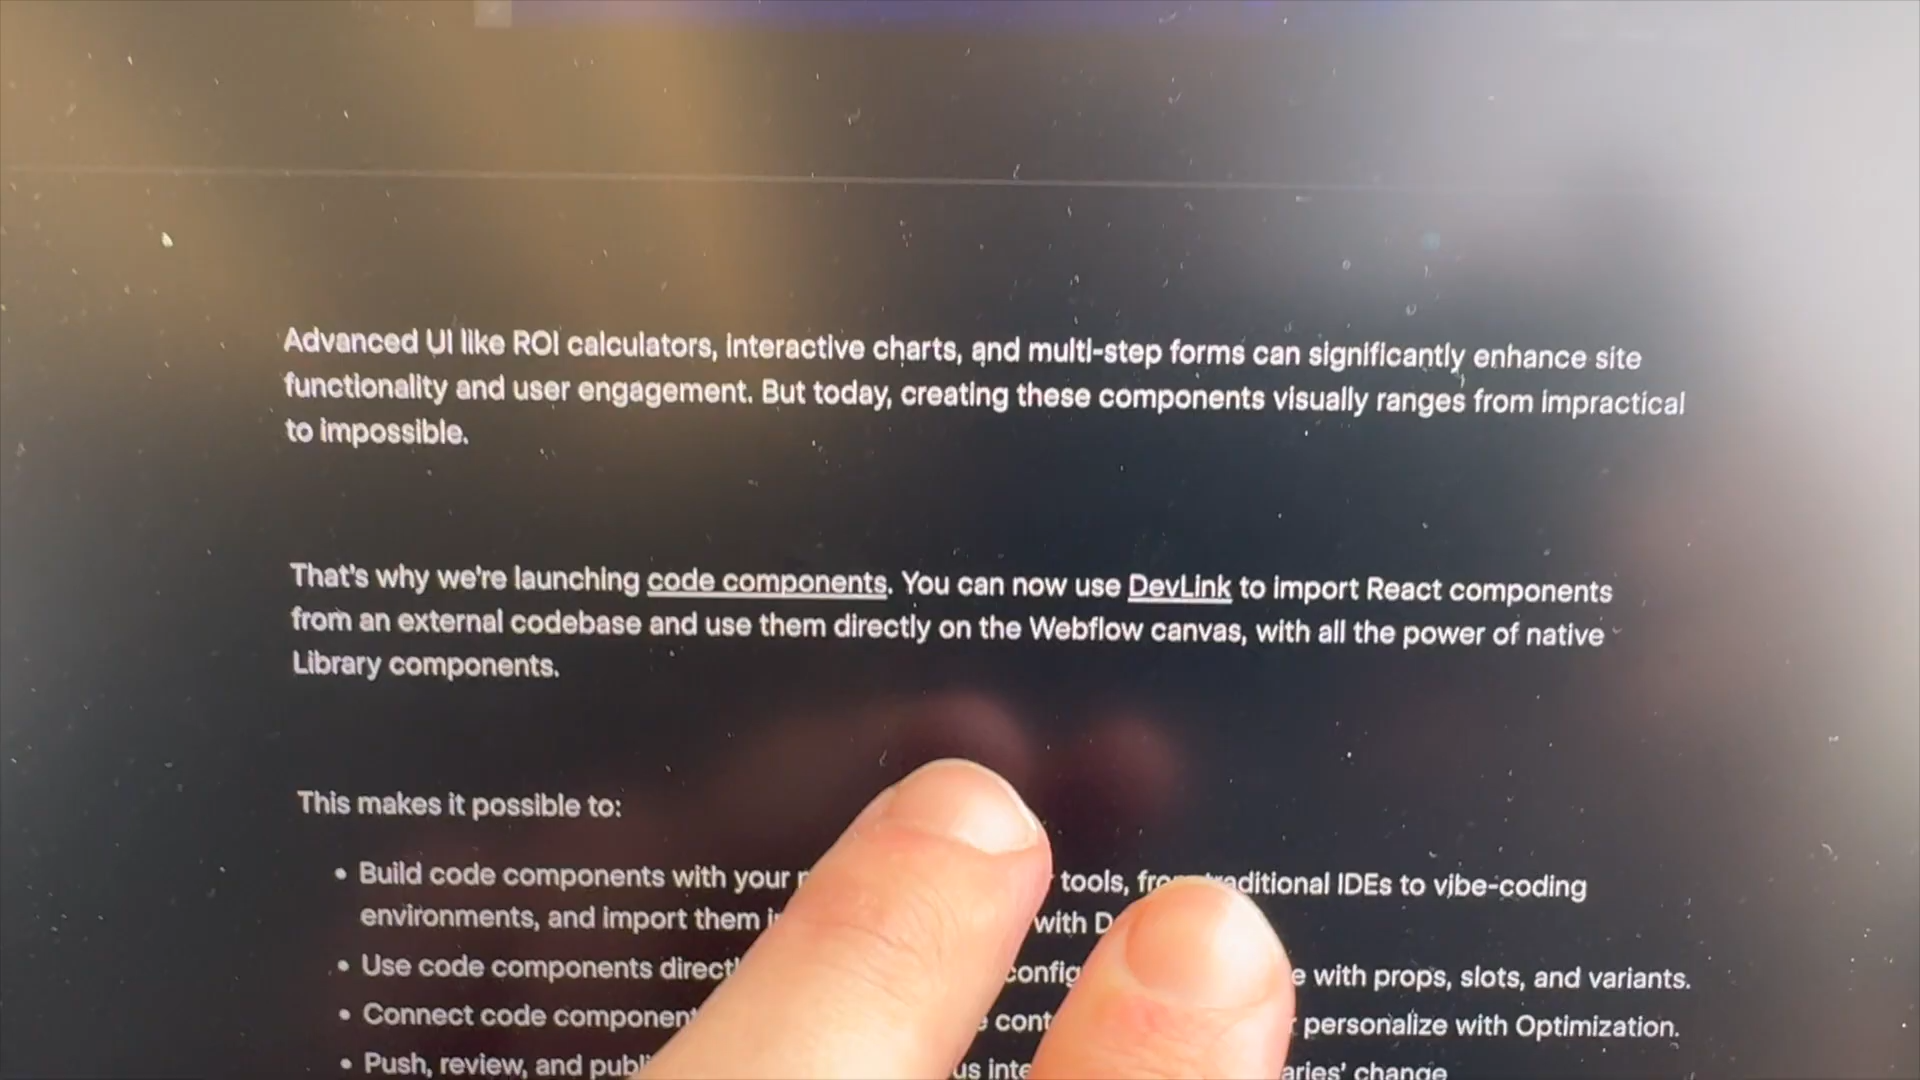 Advanced UI like ROI calculators, interactive charts, and multi-step forms can significantly enhance site
functionality and user engagement. But today, creating these components visually ranges from impractical
to impossible.
That's why we're launching code components. You can now use DevLink to import React components
from an external codebase and use them directly on the Webflow canvas, with all the power of native
Library components.
This makes it possible to:
• Build code components with your tools, traditional IDEs to vibe-coding
environments, and import them with
• Use code components with props, slots, and variants.
• Connect code personalize with Optimization.
• Push, review, and change